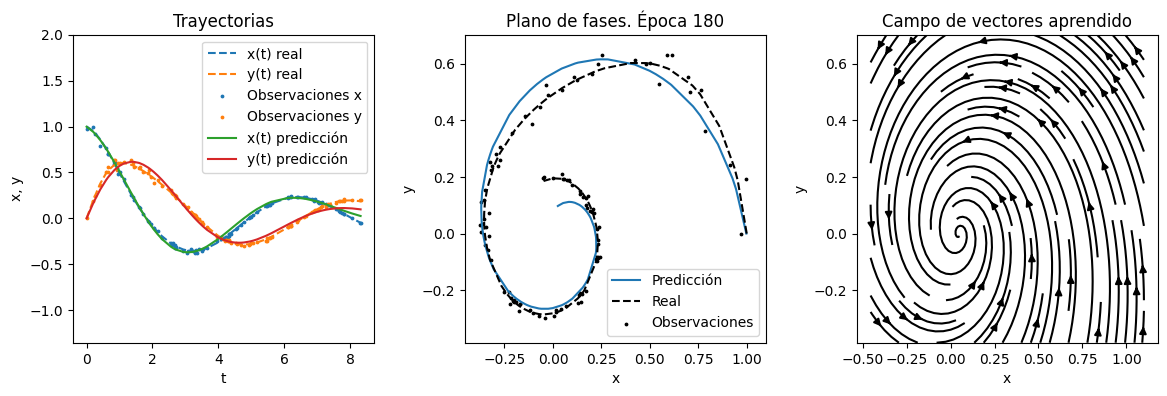 Trayectorias
2.0
1.5
1.0
0.5
0.0
−0.5
−1.0
x, y
0
2
4
6
8
t
x(t) real
y(t) real
Observaciones x
Observaciones y
x(t) predicción
y(t) predicción
Plano de fases. Época 180
0.6
0.4
0.2
0.0
−0.2
y
−0.25
0.00
0.25
0.50
0.75
1.00
x
Predicción
Real
Observaciones
Campo de vectores aprendido
0.6
0.4
0.2
0.0
−0.2
y
−0.50
−0.25
0.00
0.25
0.50
0.75
1.00
x